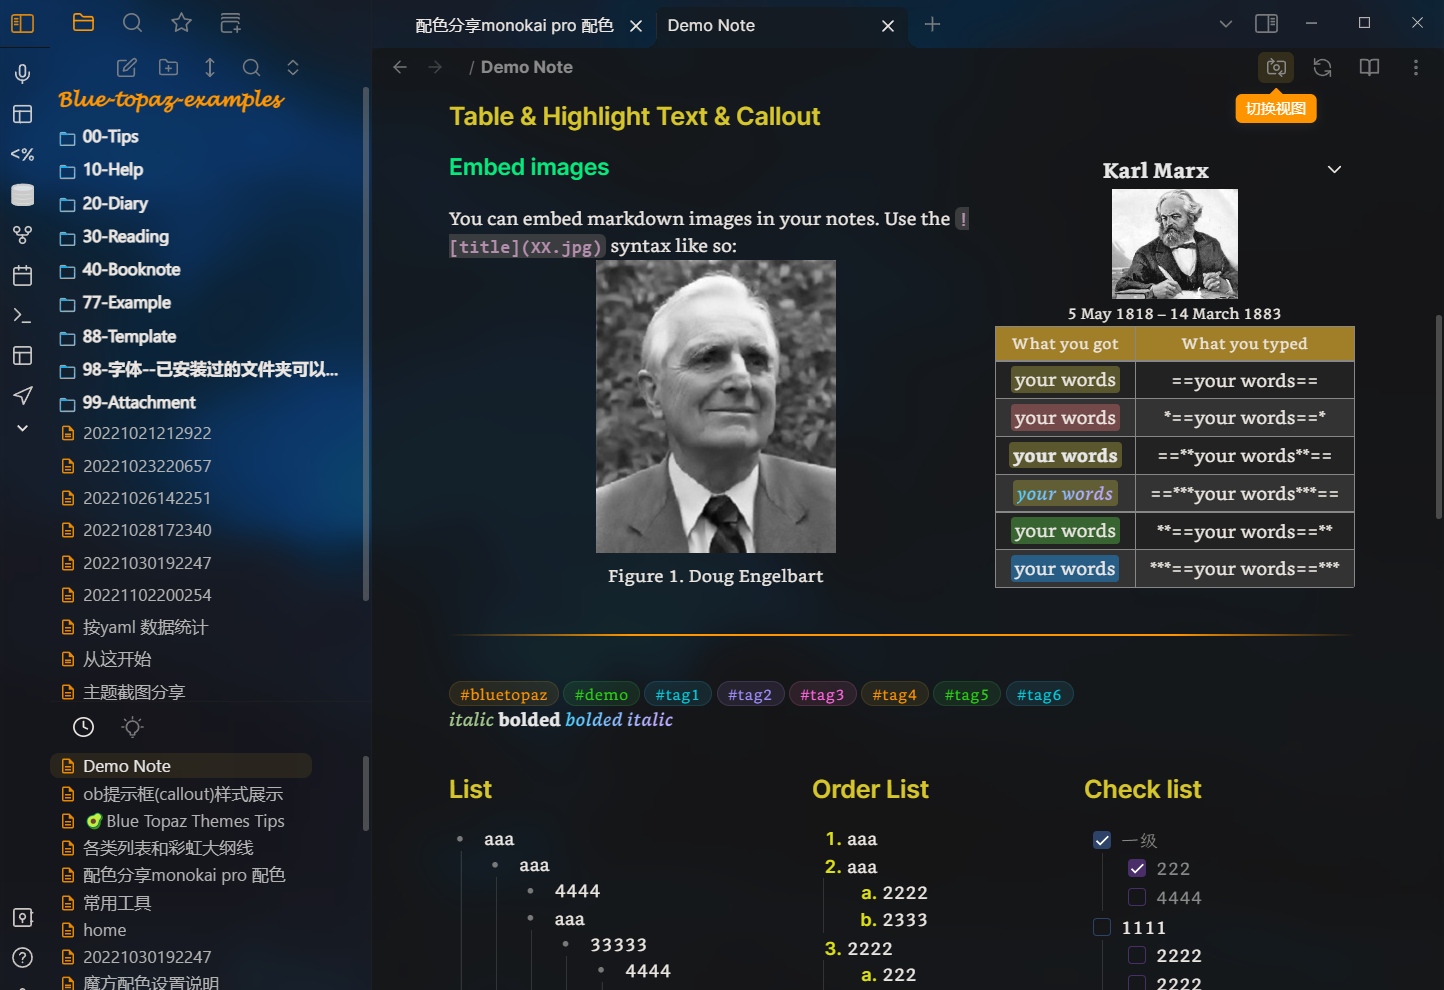 配色分享monokai pro 配色
Demo Note
/ Demo Note
切换视图
<%
Blue-topaz-examples
00-Tips
10-Help
20-Diary
30-Reading
40-Booknote
77-Example
88-Template
98-字体--已安装过的文件夹可以...
99-Attachment
20221021212922
20221023220657
20221026142251
20221028172340
20221030192247
20221102200254
按yaml 数据统计
从这开始
主题截图分享
Demo Note
ob提示框(callout)样式展示
Blue Topaz Themes Tips
各类列表和彩虹大纲线
配色分享monokai pro 配色
常用工具
home
20221030192247
魔方配色设置说明
Table & Highlight Text & Callout
Embed images
You can embed markdown images in your notes. Use the !
[title](XX.jpg) syntax like so:
Figure 1. Doug Engelbart
Karl Marx
5 May 1818 – 14 March 1883
What you got What you typed
your words ==your words==
your words *==your words==*
your words ==**your words**==
your words ==***your words***==
your words **==your words==**
your words ***==your words==***
#bluetopaz #demo #tag1 #tag2 #tag3 #tag4 #tag5 #tag6
italic bolded bolded italic
List
aaa
aaa
4444
aaa
33333
4444
Order List
1. aaa
2. aaa
a. 2222
b. 2333
3. 2222
a. 222
Check list
一级
222
4444
1111
2222
2222